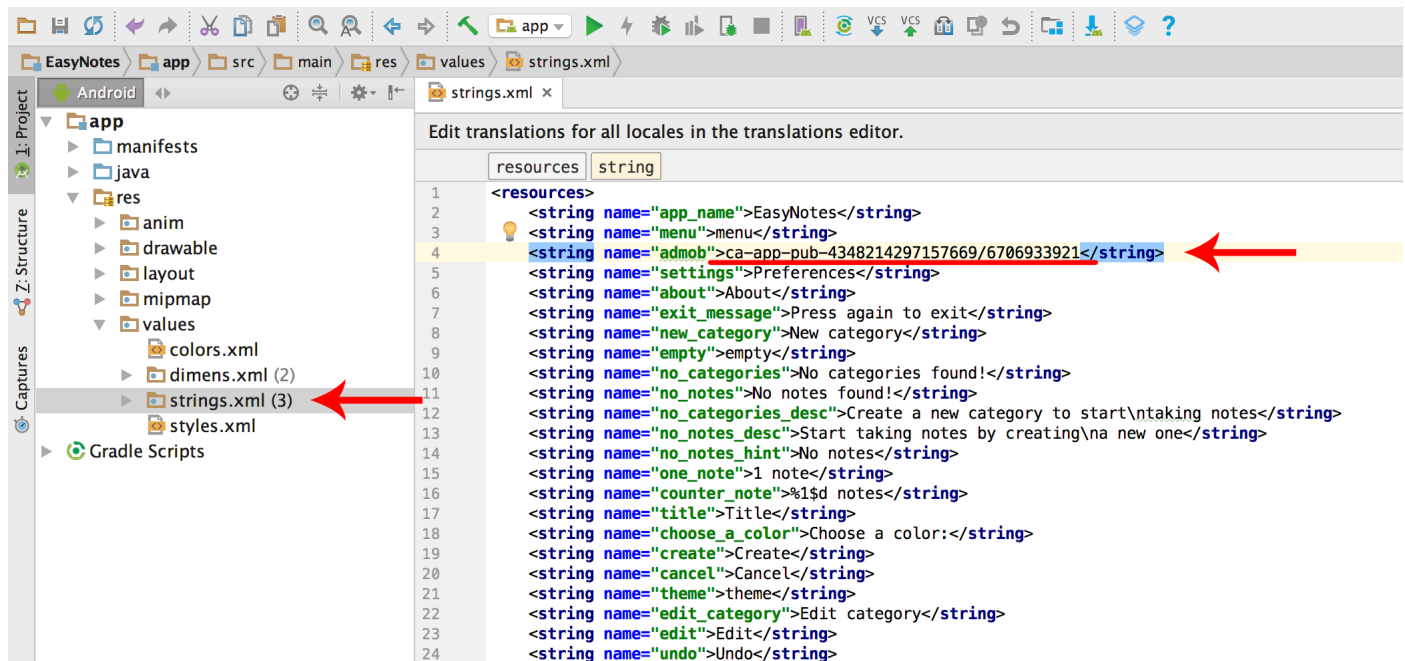 app
VCS VCS
EasyNotes app src main res values strings.xml
1: Project
Z: Structure
Captures
Android
app
manifests
java
res
anim
drawable
layout
mipmap
values
colors.xml
dimens.xml (2)
strings.xml (3)
styles.xml
Gradle Scripts
strings.xml ×
Edit translations for all locales in the translations editor.
resources string
1 <resources>
2 <string name="app_name">EasyNotes</string>
3 <string name="menu">menu</string>
4 <string name="admob">ca-app-pub-4348214297157669/6706933921</string>
5 <string name="settings">Preferences</string>
6 <string name="about">About</string>
7 <string name="exit_message">Press again to exit</string>
8 <string name="new_category">New category</string>
9 <string name="empty">empty</string>
10 <string name="no_categories">No categories found!</string>
11 <string name="no_notes">No notes found!</string>
12 <string name="no_categories_desc">Create a new category to start\ntaking notes</string>
13 <string name="no_notes_desc">Start taking notes by creating\na new one</string>
14 <string name="no_notes_hint">No notes</string>
15 <string name="one_note">1 note</string>
16 <string name="counter_note">%1$d notes</string>
17 <string name="title">Title</string>
18 <string name="choose_a_color">Choose a color:</string>
19 <string name="create">Create</string>
20 <string name="cancel">Cancel</string>
21 <string name="theme">theme</string>
22 <string name="edit_category">Edit category</string>
23 <string name="edit">Edit</string>
24 <string name="undo">Undo</string>